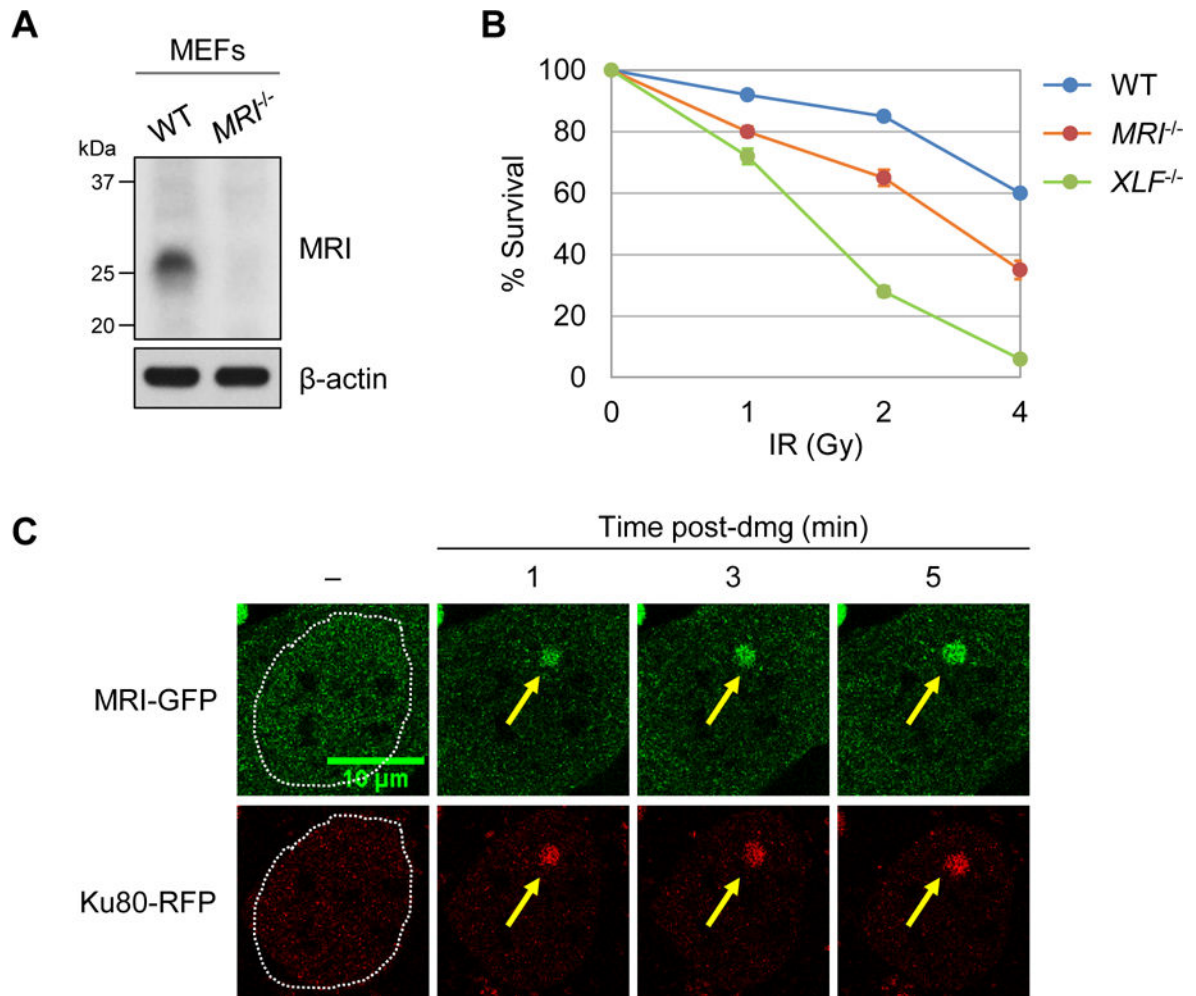 A
MEFs
WT MRI-/-
kDa
37
25
20
MRI
β-actin
B
100
80
60
40
20
0
% Survival
0 1 2 4
IR (Gy)
WT
MRI-/-
XLF-/-
C
Time post-dmg (min)
– 1 3 5
MRI-GFP
10 µm
Ku80-RFP